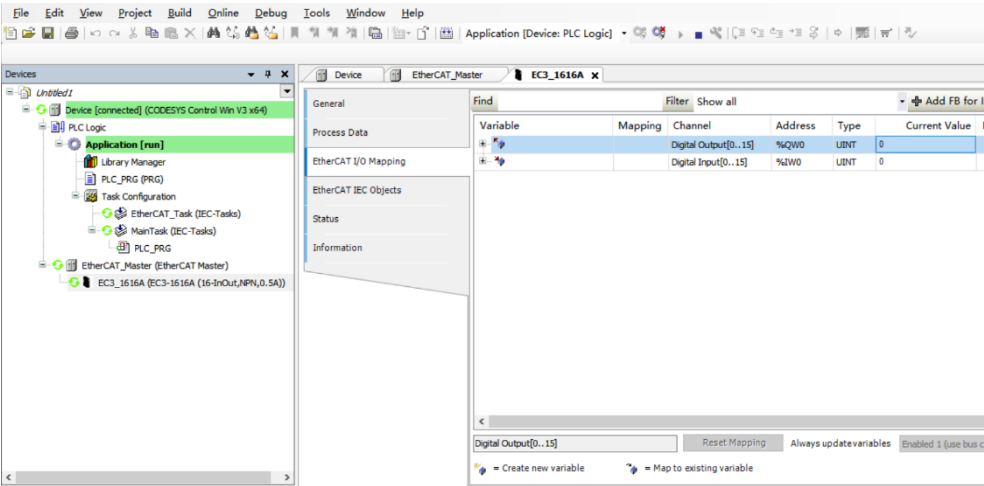 File Edit View Project Build Online Debug Tools Window Help
Application [Device: PLC Logic]
Devices
Untitled1
Device [connected] (CODESYS Control Win V3 x64)
PLC Logic
Application [run]
Library Manager
PLC_PRG (PRG)
Task Configuration
EtherCAT_Task (IEC-Tasks)
MainTask (IEC-Tasks)
PLC_PRG
EtherCAT_Master (EtherCAT Master)
EC3_1616A (EC3-1616A (16-InOut,NPN,0.5A))
Device EtherCAT_Master EC3_1616A
General
Process Data
EtherCAT I/O Mapping
EtherCAT IEC Objects
Status
Information
Find Filter Show all Add FB for I
Variable Mapping Channel Address Type Current Value
Digital Output[0..15] %QW0 UINT 0
Digital Input[0..15] %IW0 UINT 0
Digital Output[0..15] Reset Mapping Always update variables Enabled 1 (use bus c
= Create new variable = Map to existing variable